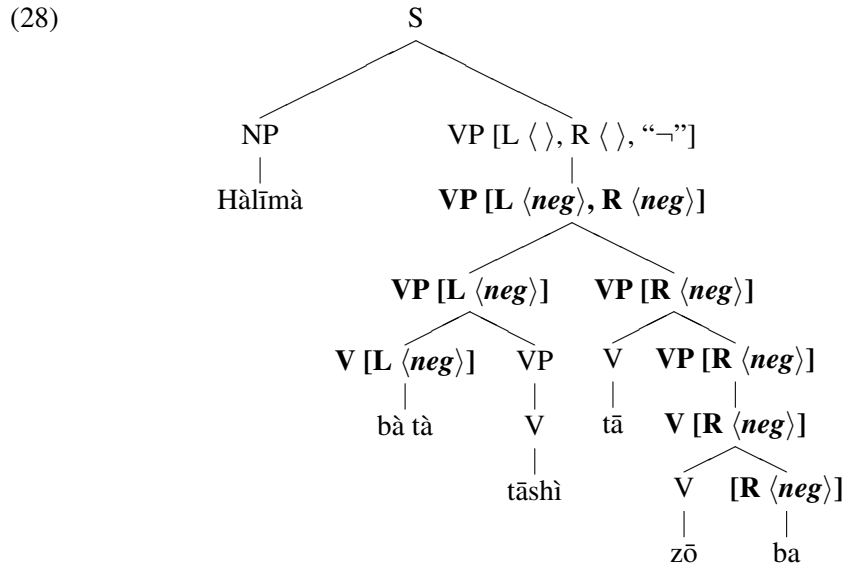 (28) S
NP VP [L ⟨ ⟩, R ⟨ ⟩, “¬”]
Hàlīmà VP [L ⟨neg⟩, R ⟨neg⟩]
VP [L ⟨neg⟩] VP [R ⟨neg⟩]
V [L ⟨neg⟩] VP V VP [R ⟨neg⟩]
bà tà V tā V [R ⟨neg⟩]
tāshì V [R ⟨neg⟩]
zō ba